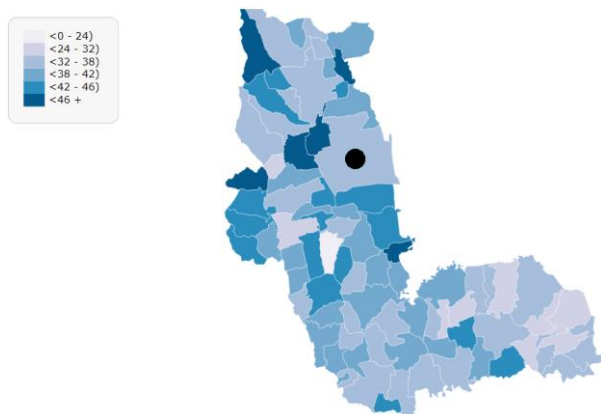 <0 - 24)
<24 - 32)
<32 - 38)
<38 - 42)
<42 - 46)
<46 +